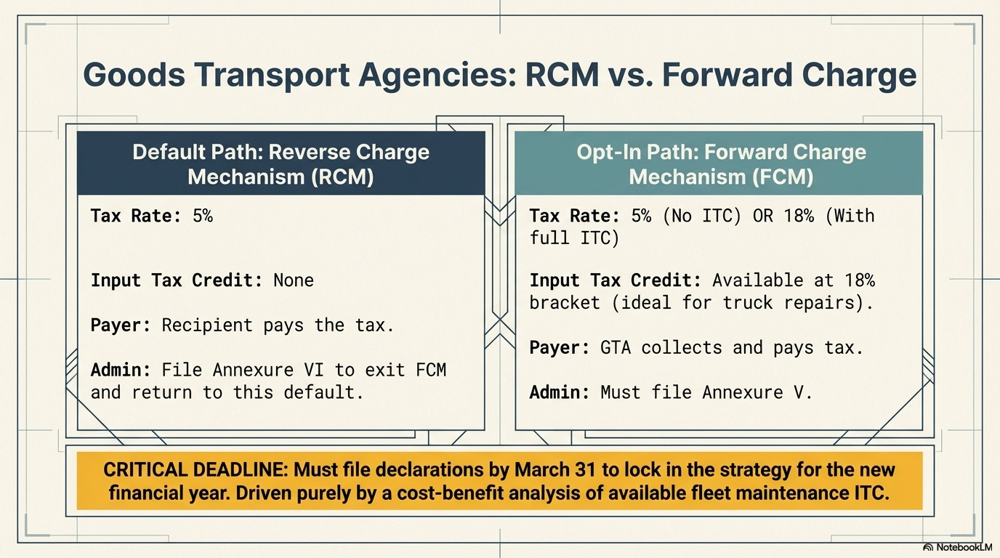 Goods Transport Agencies: RCM vs. Forward Charge
Default Path: Reverse Charge
Mechanism (RCM)
Tax Rate: 5%
Input Tax Credit: None
Payer: Recipient pays the tax.
Admin: File Annexure VI to exit FCM
and return to this default.
Opt-In Path: Forward Charge
Mechanism (FCM)
Tax Rate: 5% (No ITC) OR 18% (With
full ITC)
Input Tax Credit: Available at 18%
bracket (ideal for truck repairs).
Payer: GTA collects and pays tax.
Admin: Must file Annexure V.
CRITICAL DEADLINE: Must file declarations by March 31 to lock in the strategy for the new
financial year. Driven purely by a cost-benefit analysis of available fleet maintenance ITC.
NotebookLM